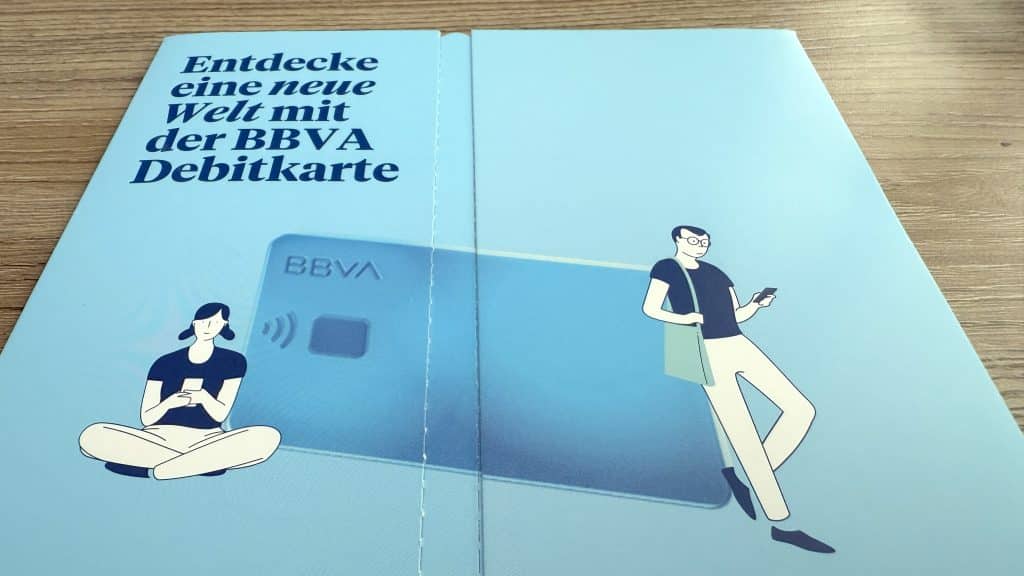 Entdecke
eine neue
Welt mit
der BBVA
Debitkarte
BBVA